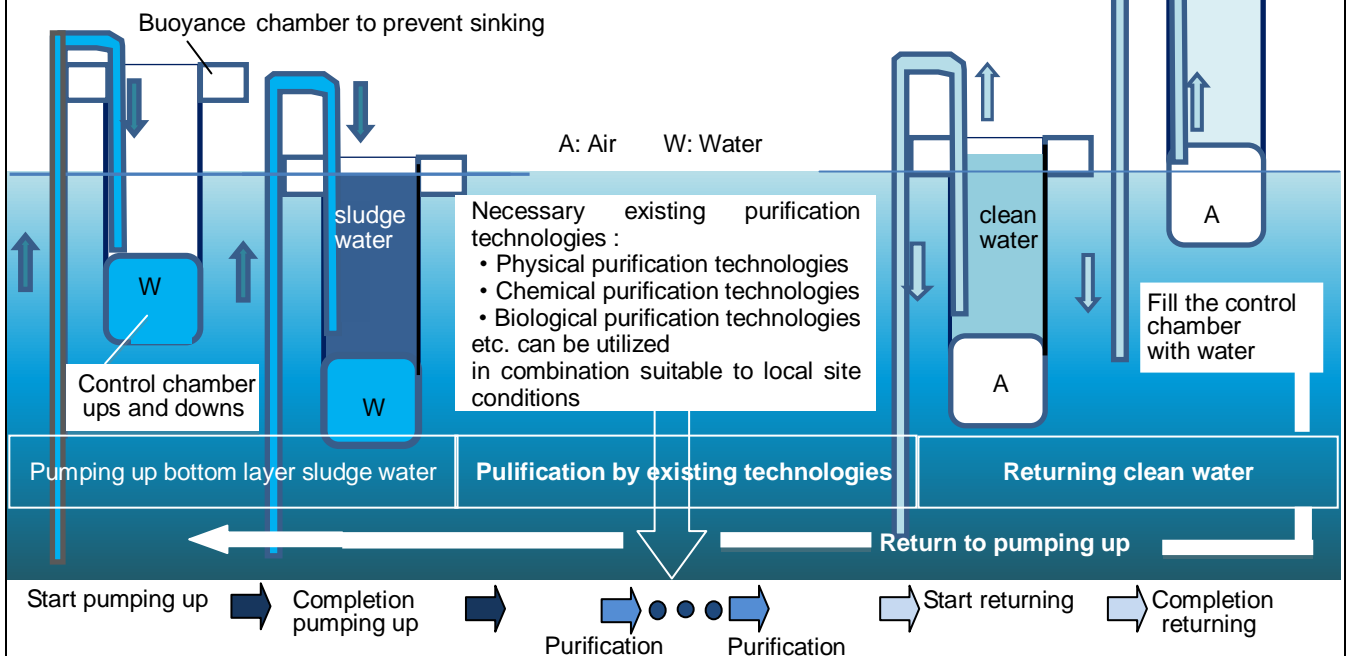 Buoyance chamber to prevent sinking
A: Air W: Water
sludge
water
W
W
Control chamber
ups and downs
Necessary existing purification
technologies :
・Physical purification technologies
・Chemical purification technologies
・Biological purification technologies
etc. can be utilized
in combination suitable to local site
conditions
clean
water
A
A
Fill the control
chamber
with water
Pumping up bottom layer sludge water
Pulification by existing technologies
Returning clean water
Return to pumping up
Start pumping up
Completion
pumping up
Purification
Purification
Start returning
Completion
returning